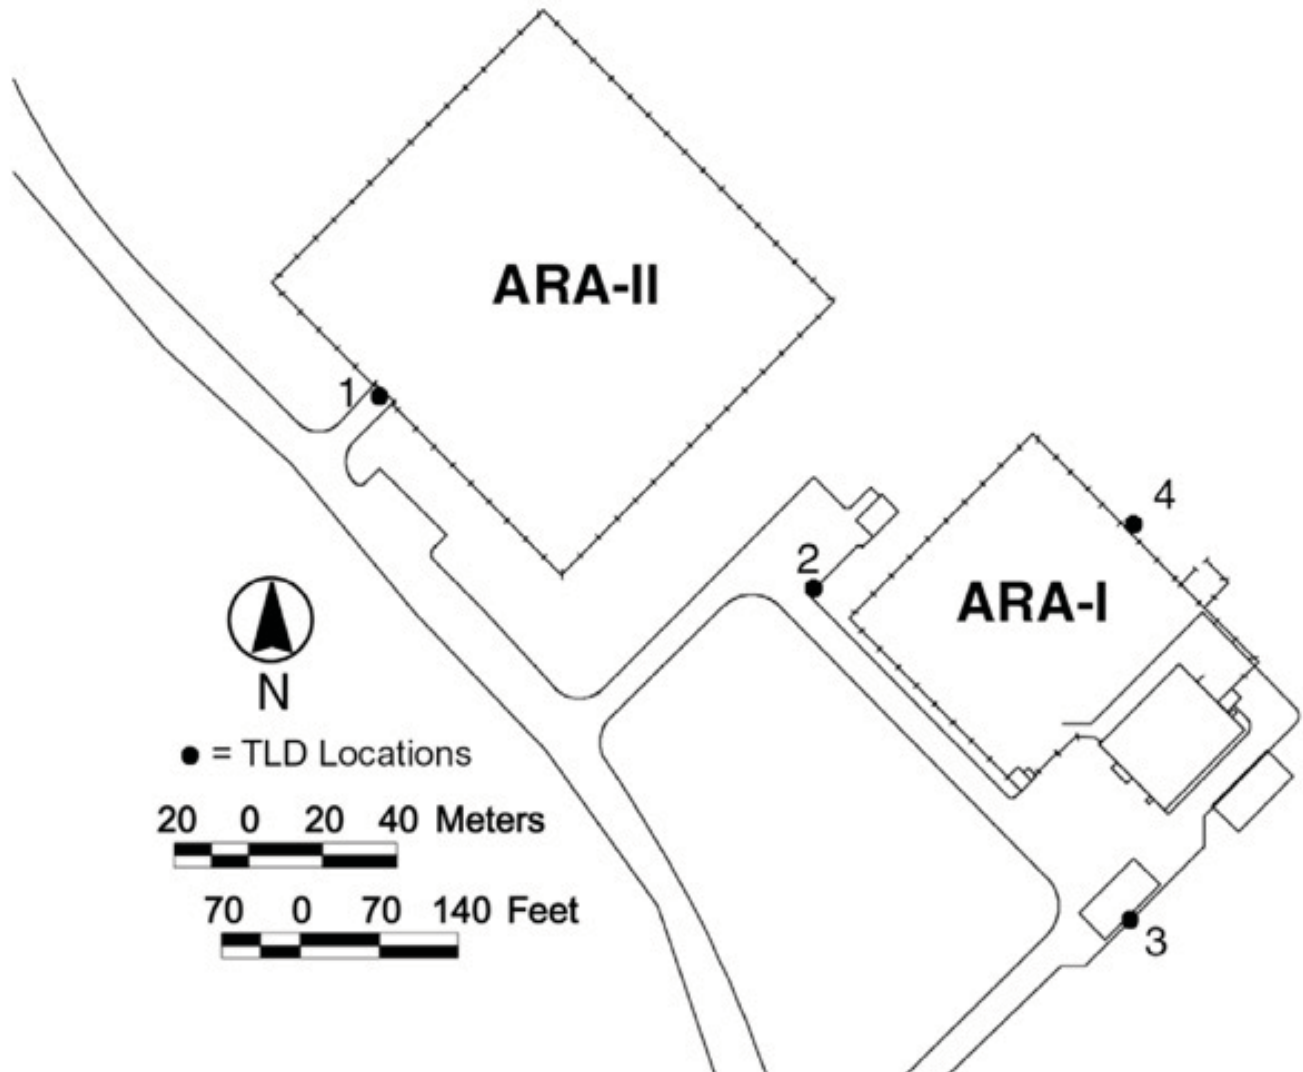 ARA-II
1
4
2
ARA-I
N
= TLD Locations
20 0 20 40 Meters
70 0 70 140 Feet
3